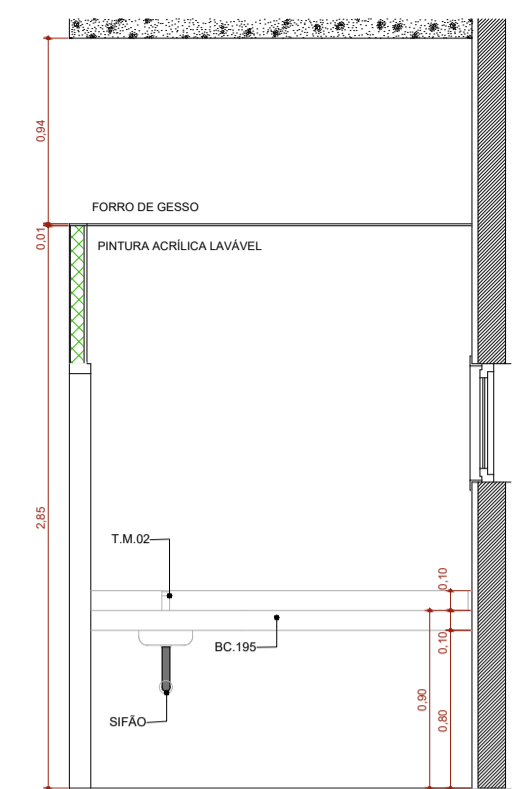 0,94
FORRO DE GESSO
0,01
PINTURA ACRÍLICA LAVÁVEL
2,85
T.M.02
0,10
BC.195
0,10
0,90
0,80
SIFÃO